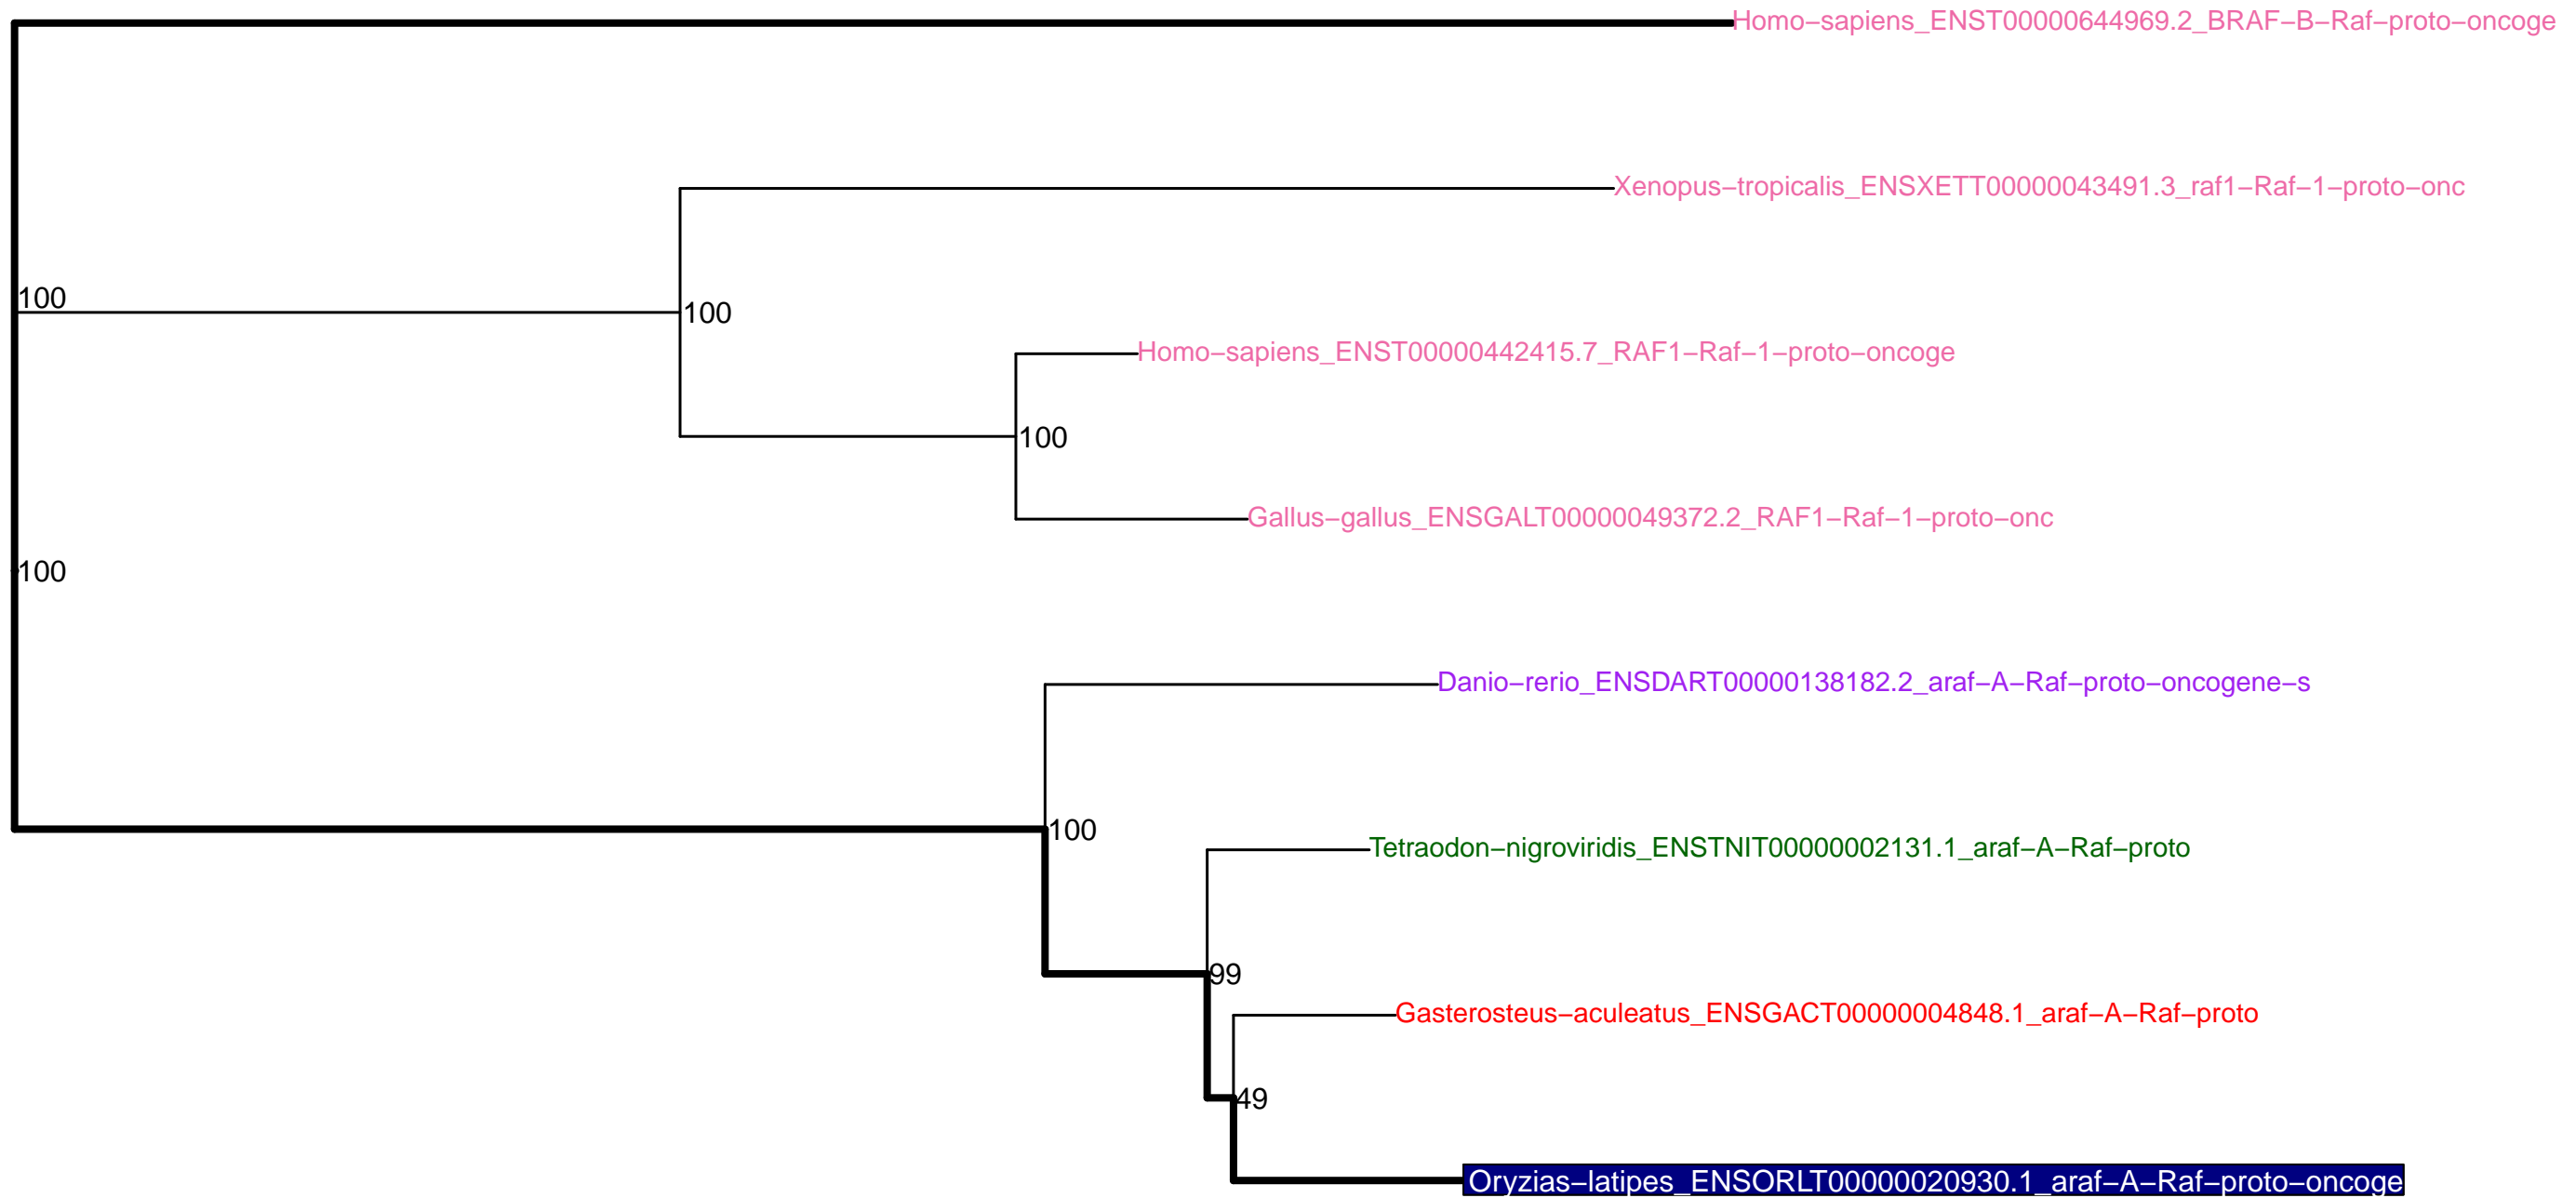 Homo−sapiens_ENST00000644969.2_BRAF−B−Raf−proto−oncoge
Xenopus−tropicalis_ENSXETT00000043491.3_raf1−Raf−1−proto−onc
100
100
Homo−sapiens_ENST00000442415.7_RAF1−Raf−1−proto−oncoge
100
Gallus−gallus_ENSGALT00000049372.2_RAF1−Raf−1−proto−onc
100
Danio−rerio_ENSDART00000138182.2_araf−A−Raf−proto−oncogene−s
100
Tetraodon−nigroviridis_ENSTNIT00000002131.1_araf−A−Raf−proto
99
Gasterosteus−aculeatus_ENSGACT00000004848.1_araf−A−Raf−proto
49
Oryzias−latipes_ENSORLT00000020930.1_araf−A−Raf−proto−oncoge